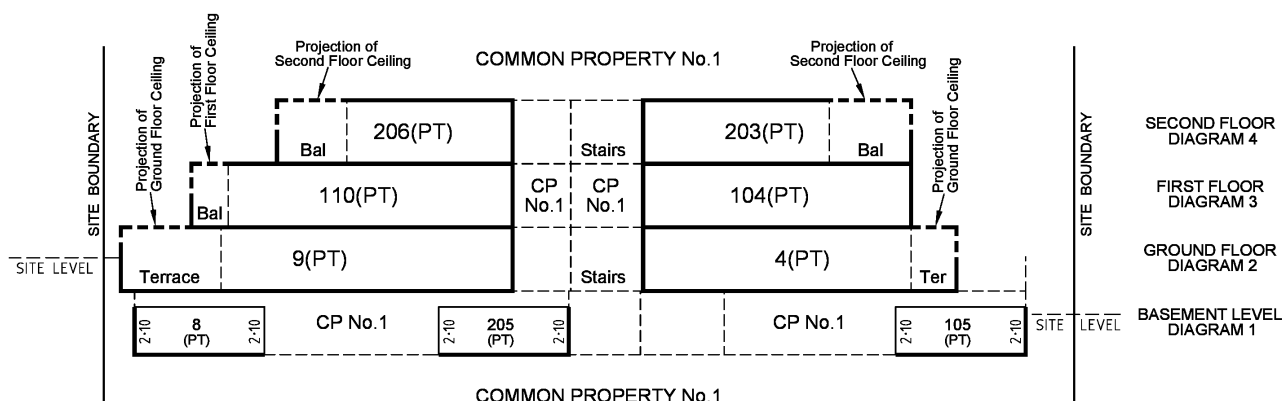 COMMON PROPERTY No.1
Projection of
Second Floor Ceiling
Projection of
Second Floor Ceiling
Projection of
First Floor Ceiling
Projection of
Ground Floor Ceiling
Projection of
Ground Floor Ceiling
SITE BOUNDARY
SITE BOUNDARY
206(PT)
Bal
Stairs
203(PT)
Bal
SECOND FLOOR
DIAGRAM 4
Bal
110(PT)
CP
No.1
CP
No.1
104(PT)
FIRST FLOOR
DIAGRAM 3
SITE LEVEL
Terrace
9(PT)
Stairs
4(PT)
Ter
GROUND FLOOR
DIAGRAM 2
2·10
8
(PT)
2·10
CP No.1
2·10
205
(PT)
2·10
CP No.1
2·10
105
(PT)
2·10
SITE LEVEL
BASEMENT LEVEL
DIAGRAM 1
COMMON PROPERTY No.1